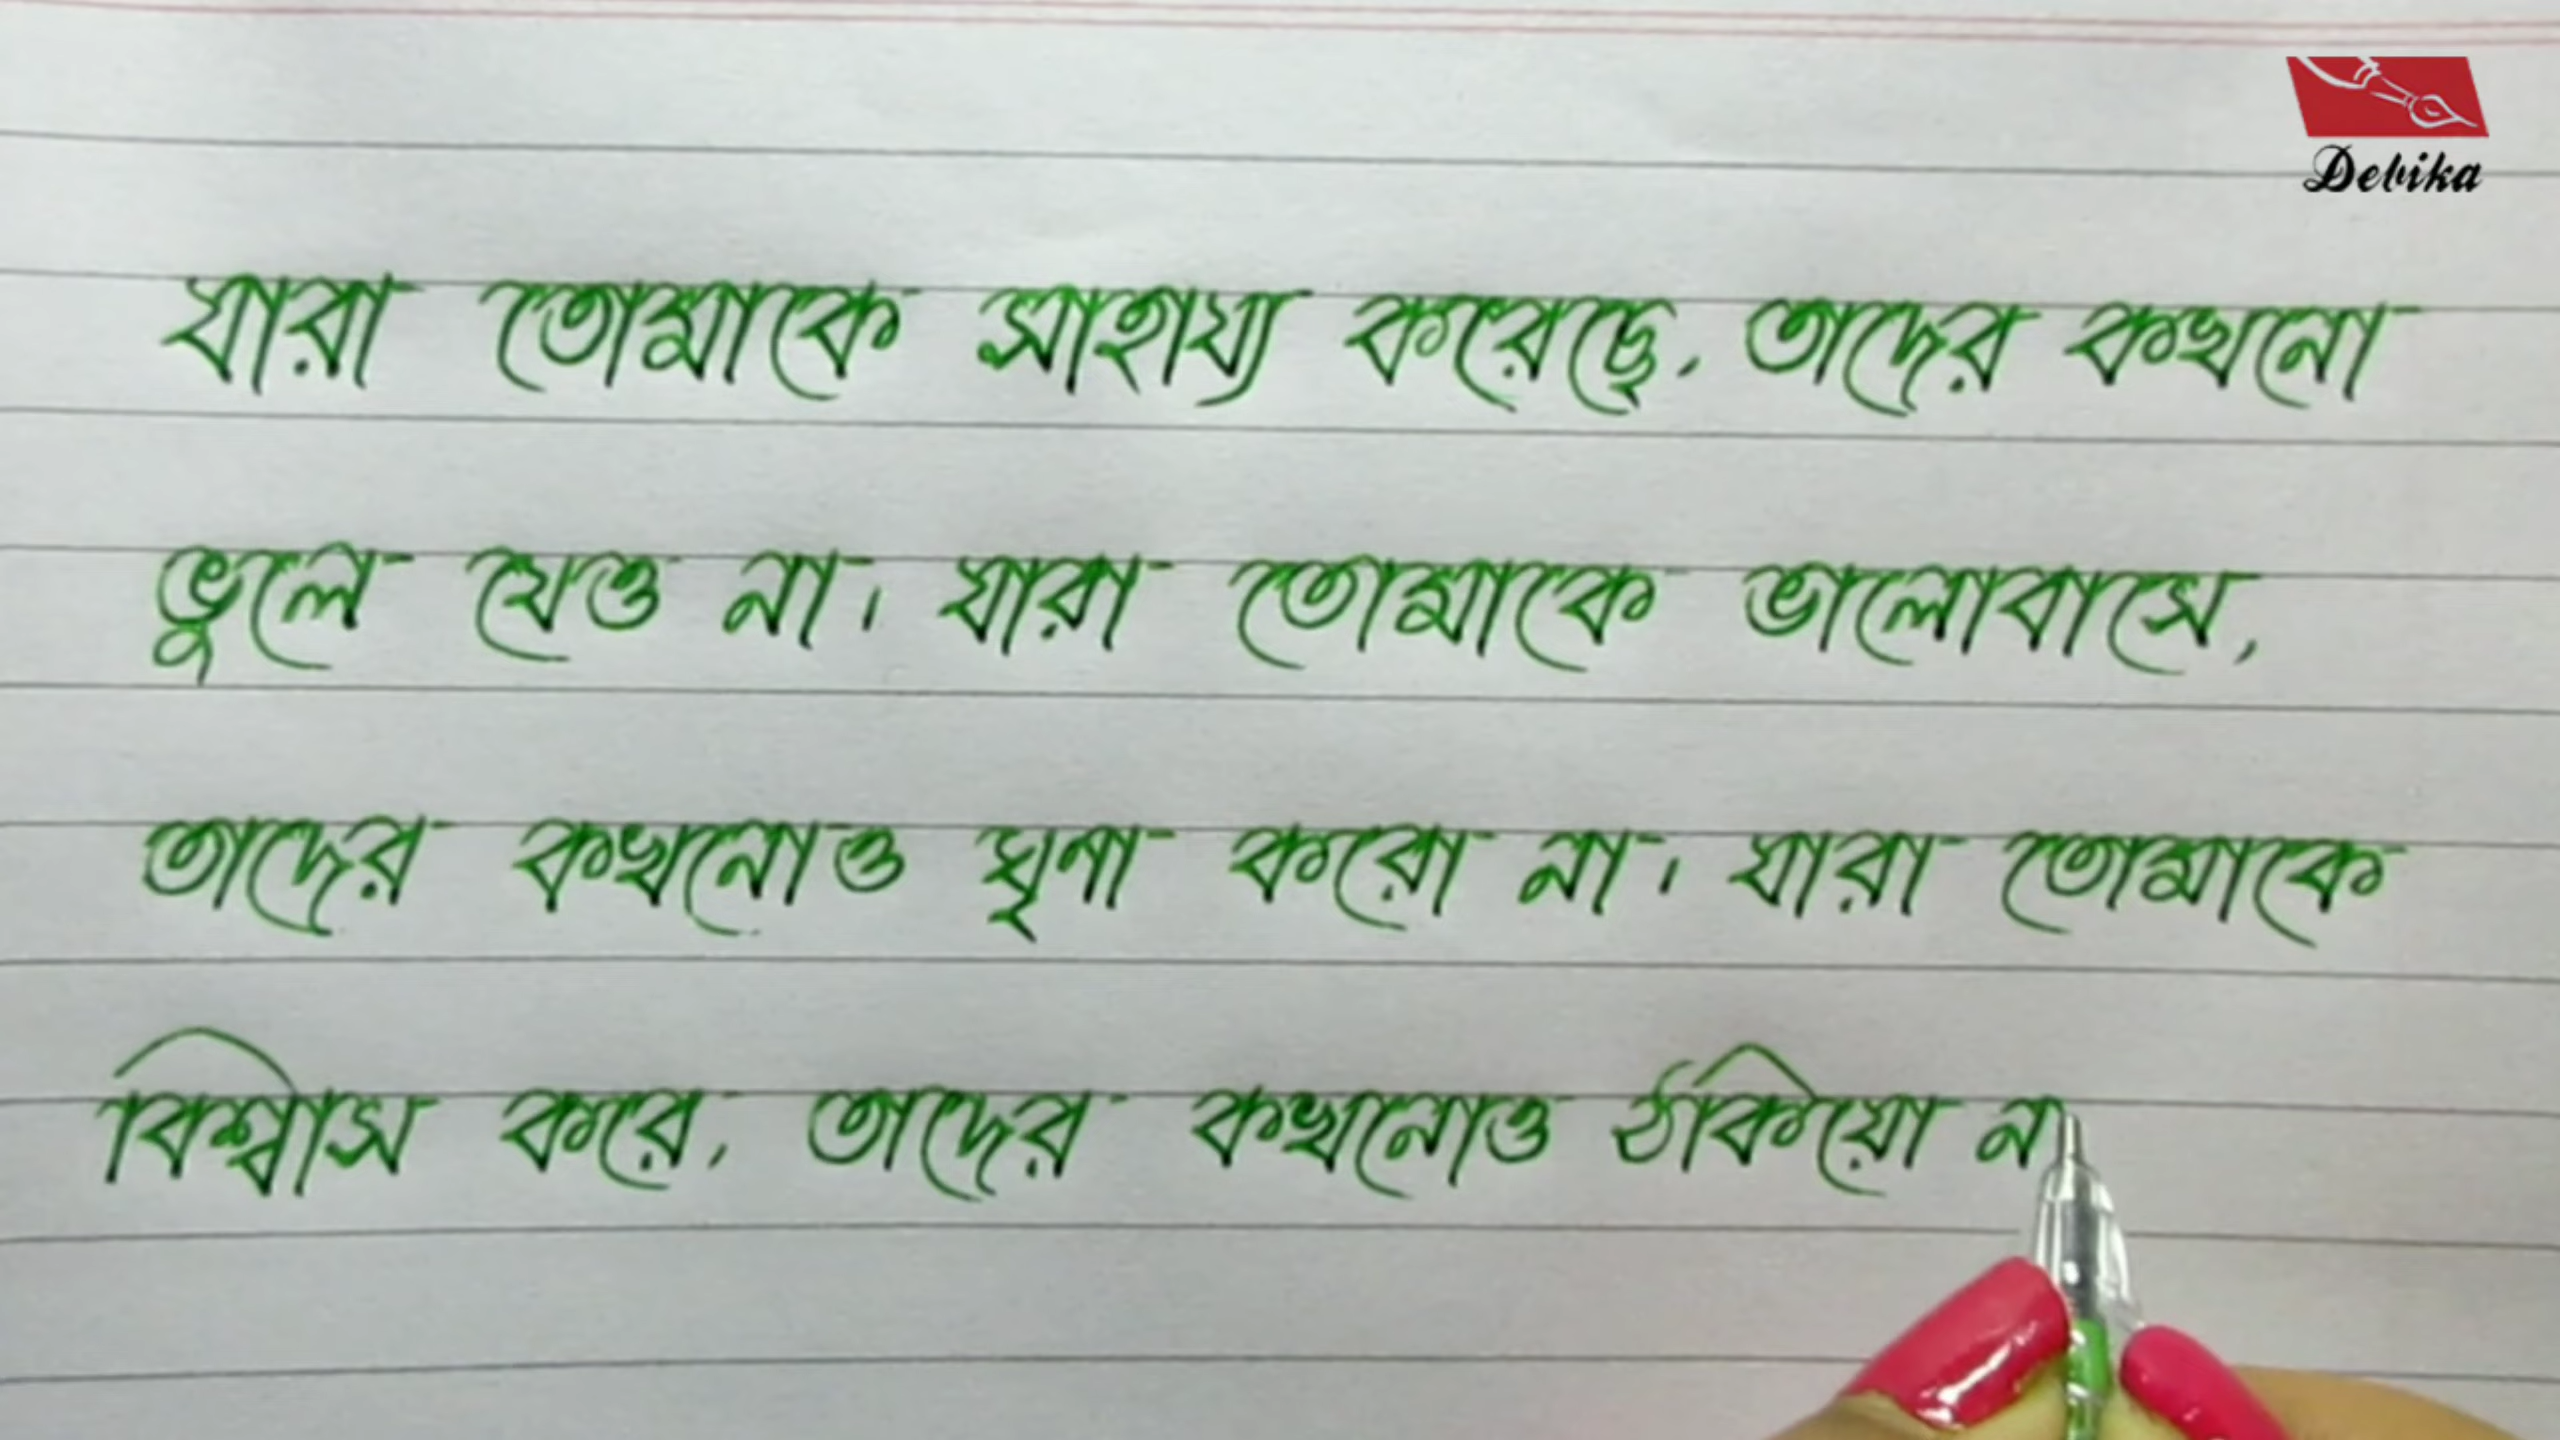 Debika
যারা তোমাকে সাহায্য করেছে, তাদের কখনো
ভুলে যেও না। যারা তোমাকে ভালোবাসে,
তাদের কখনোও ঘৃণা করো না। যারা তোমাকে
বিশ্বাস করে, তাদের কখনোও ঠকিয়ো ন